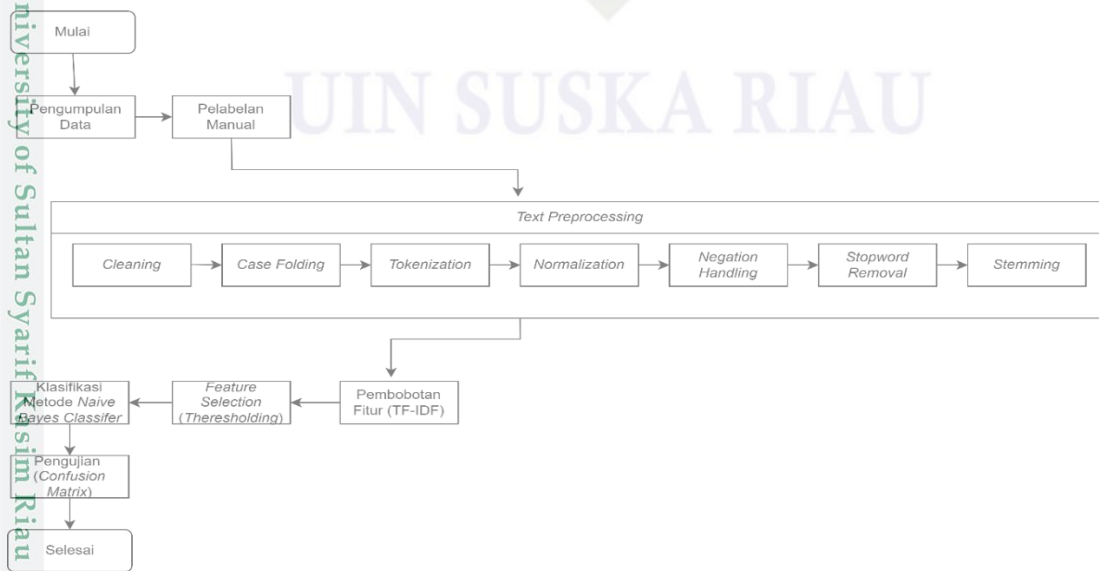 UIN SUSKA RIAU
niversity of Sultan Syarif Kasim Riau
Mulai
Pengumpulan
Data
Pelabelan
Manual
Text Preprocessing
Cleaning
Case Folding
Tokenization
Normalization
Negation
Handling
Stopword
Removal
Stemming
Pembobotan
Fitur (TF-IDF)
Feature
Selection
(Theresholding)
Klasifikasi
Metode Naive
Bayes Classifer
Pengujian
(Confusion
Matrix)
Selesai